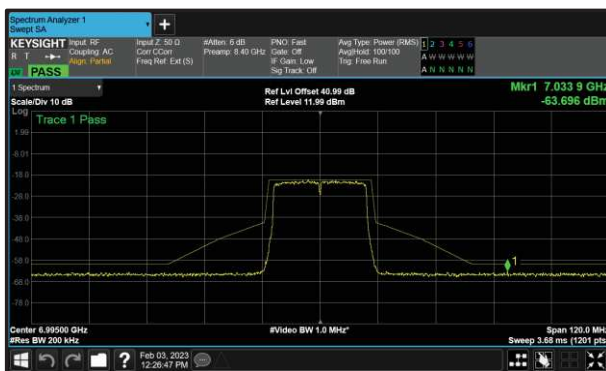 Spectrum Analyzer 1
Swept SA
KEYSIGHT Input: RF Input Z: 50 Ω #Atten: 6 dB PNO: Fast Avg Type: Power (RMS) 1 2 3 4 5 6
R T Coupling: AC Corr CCorr Preamp: 8.40 GHz Gate: Off Avg|Hold: 100/100 A W W W W W
Align: Partial Freq Ref: Ext (S) IF Gain: Low Trig: Free Run A N N N N N
PASS Sig Track: Off
1 Spectrum Ref Lvl Offset 40.99 dB Mkr1 7.033 9 GHz
Scale/Div 10 dB Ref Level 11.99 dBm -63.696 dBm
Log
Trace 1 Pass
1.99
-8.01
-18.0
-28.0
-38.0
-48.0
-58.0
1
-68.0
-78.0
Center 6.99500 GHz #Video BW 1.0 MHz* Span 120.0 MHz
#Res BW 200 kHz Sweep 3.68 ms (1201 pts)
? Feb 03, 2023
12:26:47 PM